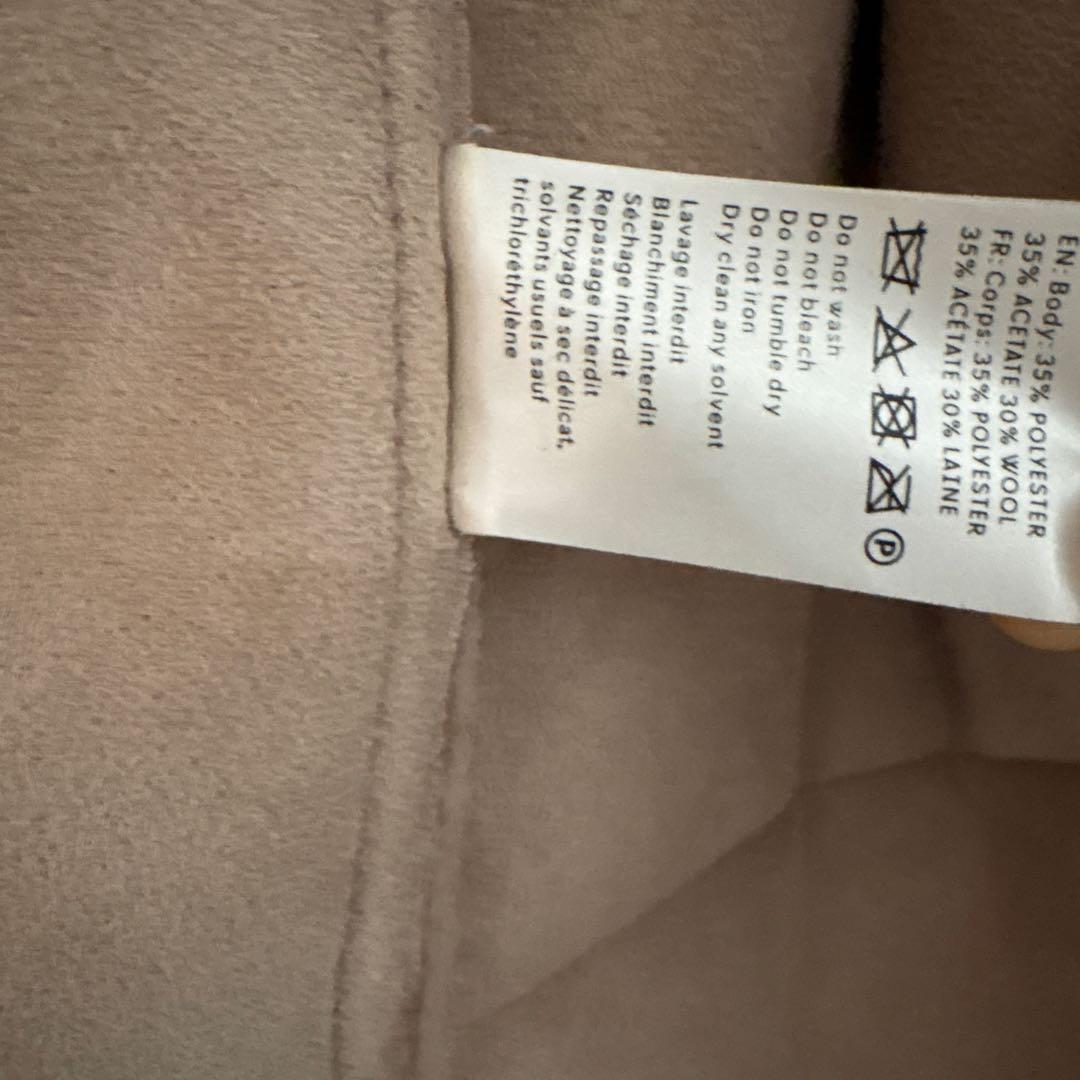 EN: Body: 35% POLYESTER
35% ACETATE 30% WOOL
FR: Corps: 35% POLYESTER
35% ACÉTATE 30% LAINE
P
Do not wash
Do not bleach
Do not tumble dry
Do not iron
Dry clean any solvent
Lavage interdit
Blanchiment interdit
Séchage interdit
Repassage interdit
Nettoyage à sec délicat,
solvants usuels sauf
trichloréthylène